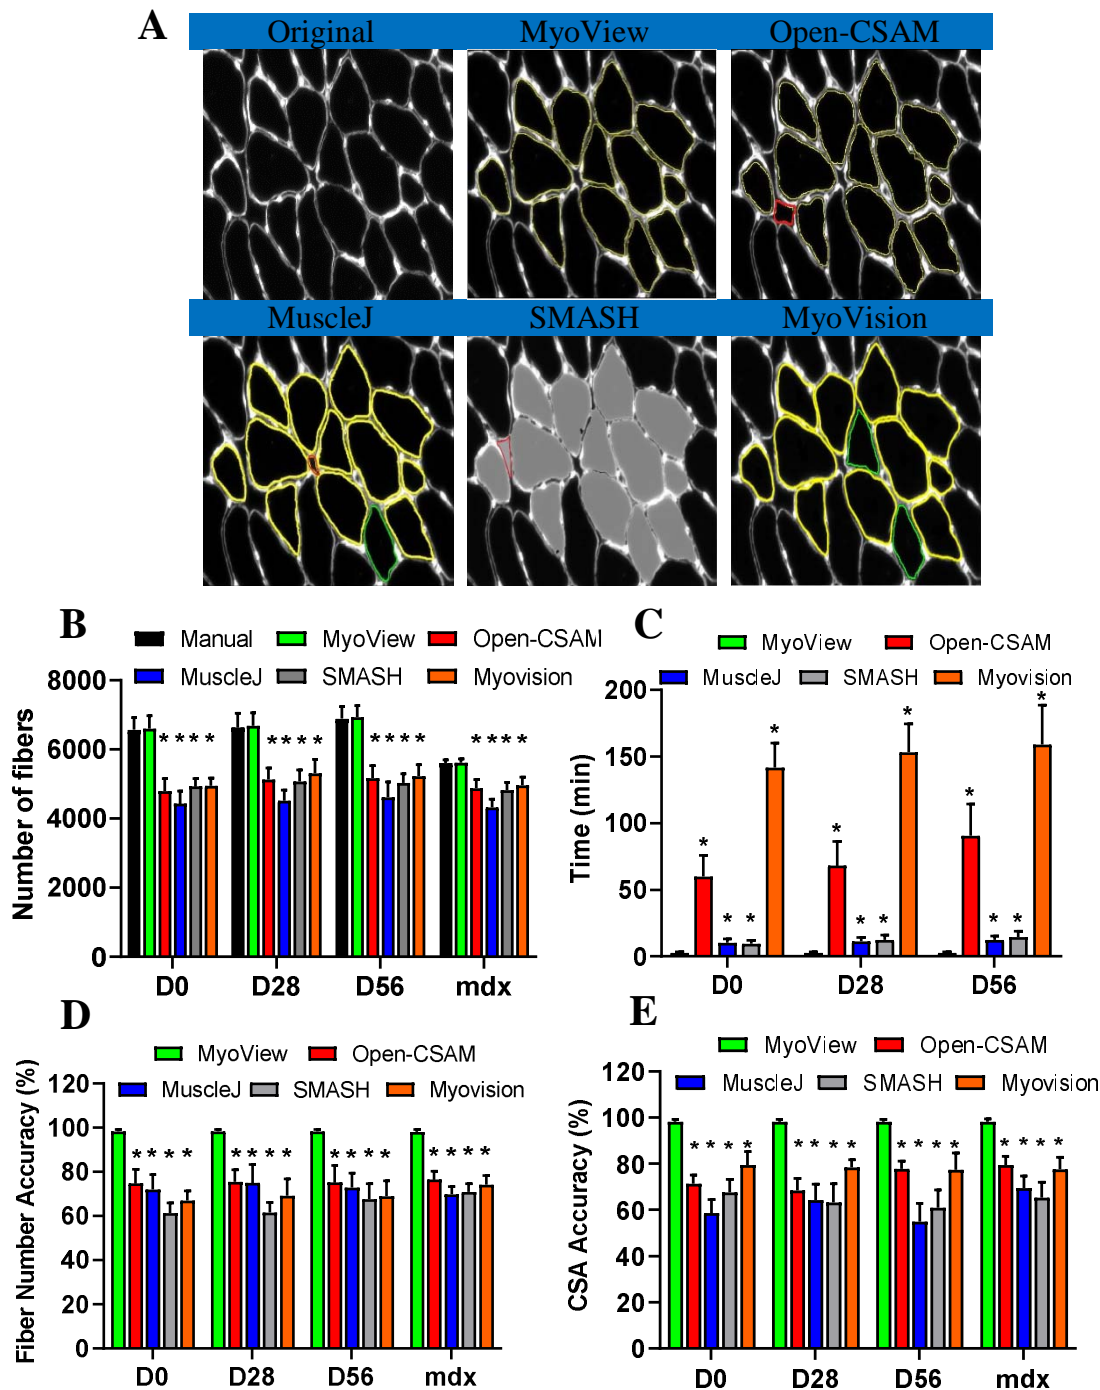 A
Original MyoView Open-CSAM
MuscleJ SMASH MyoVision
B
Manual MyoView Open-CSAM
MuscleJ SMASH Myovision
Number of fibers
8000
6000
4000
2000
0
* * * *
* * * *
* * * *
* * * *
D0 D28 D56 mdx
C
MyoView Open-CSAM
MuscleJ SMASH Myovision
Time (min)
200
150
100
50
0
* * * *
* * * *
* * * *
D0 D28 D56
D
MyoView Open-CSAM
MuscleJ SMASH Myovision
Fiber Number Accuracy (%)
120
100
80
60
40
20
0
* * * *
* * * *
* * * *
* * * *
D0 D28 D56 mdx
E
MyoView Open-CSAM
MuscleJ SMASH Myovision
CSA Accuracy (%)
120
100
80
60
40
20
0
* * * *
* * * *
* * * *
* * * *
D0 D28 D56 mdx